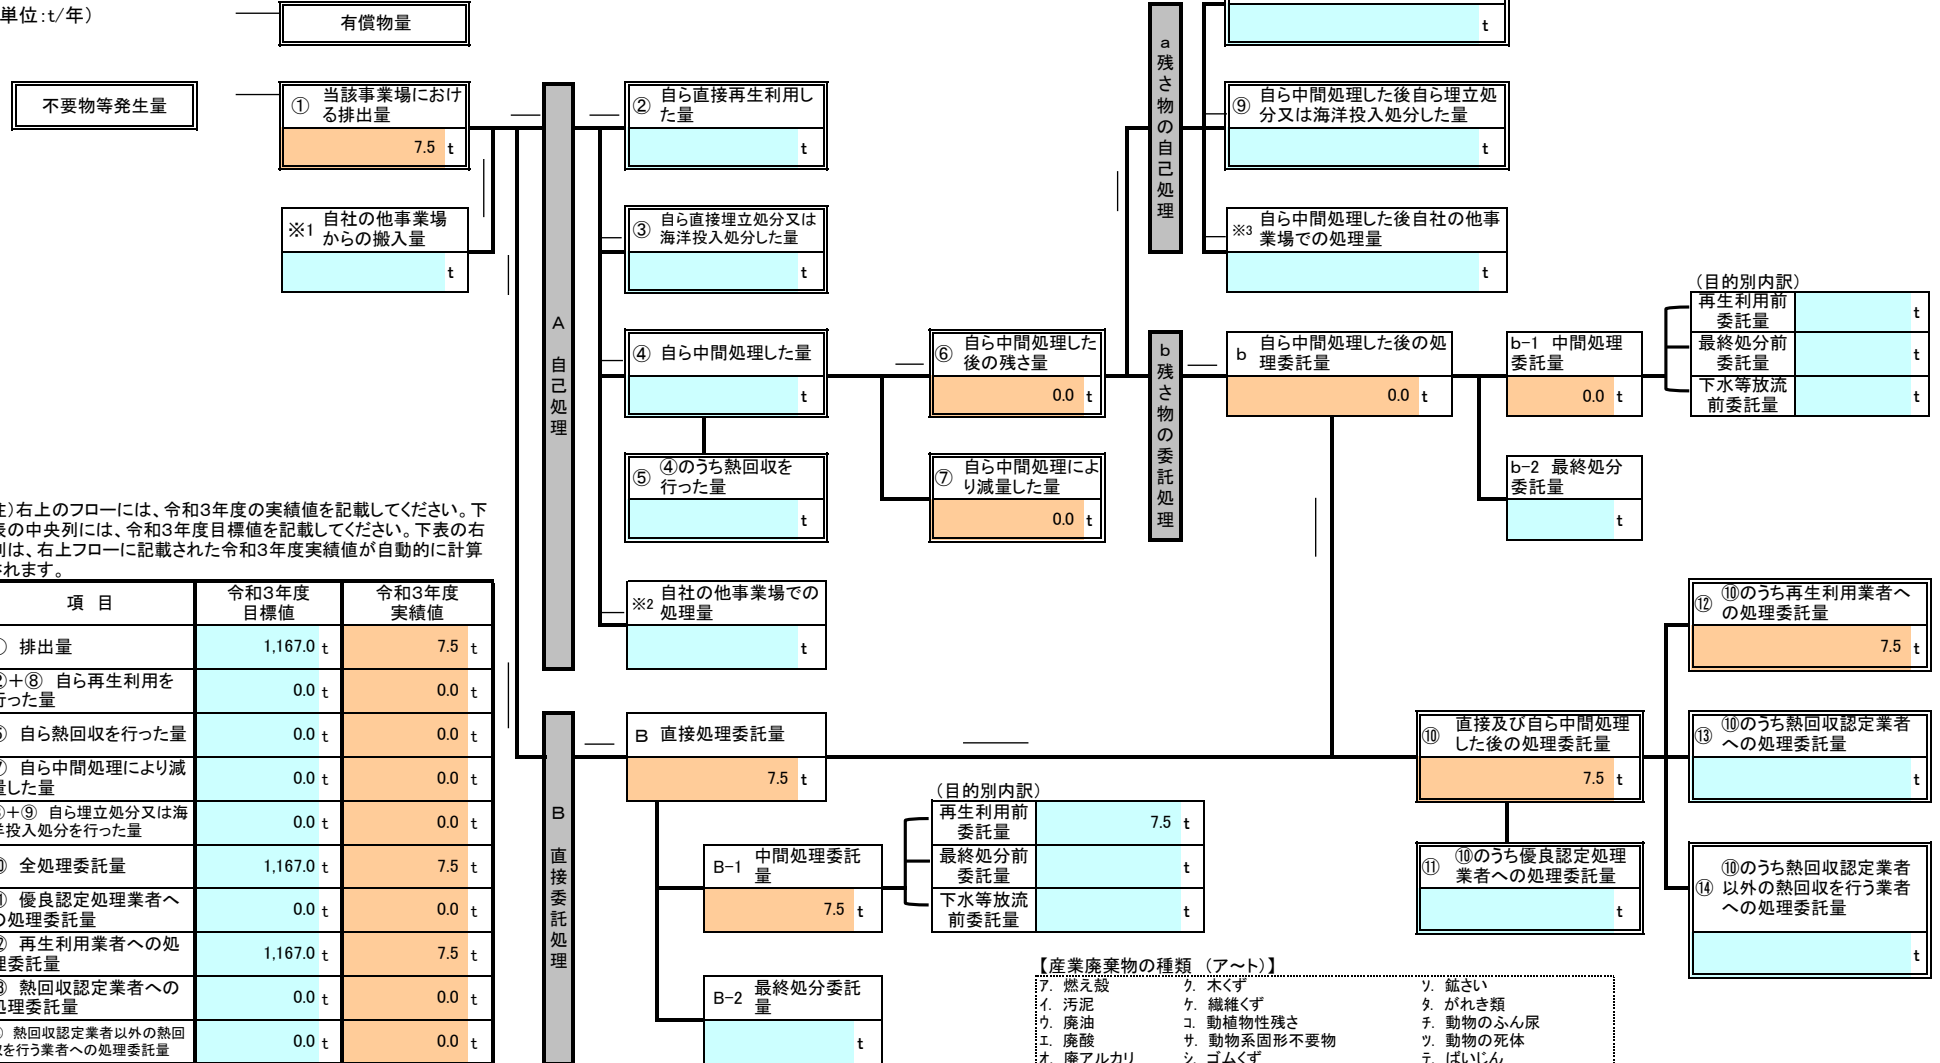 単位：t/年）
有償物量
不要物等発生量
① 当該事業場におけ
る排出量
7.5 t
※1 自社の他事業場
からの搬入量
t
A 自己処理
② 自ら直接再生利用し
た量
t
③ 自ら直接埋立処分又は
海洋投入処分した量
t
④ 自ら中間処理した量
t
⑤ ④のうち熱回収を
行った量
t
※2 自社の他事業場での
処理量
t
⑥ 自ら中間処理した
後の残さ量
0.0 t
⑦ 自ら中間処理によ
り減量した量
0.0 t
a 残さ物の自己処理
t
⑨ 自ら中間処理した後自ら埋立処
分又は海洋投入処分した量
t
※3 自ら中間処理した後自社の他事
業場での処理量
t
b 残さ物の委託処理
b 自ら中間処理した後の処
理委託量
0.0 t
b-1 中間処理
委託量
0.0 t
b-2 最終処分
委託量
t
（目的別内訳）
再生利用前
委託量
t
最終処分前
委託量
t
下水等放流
前委託量
t
）右上のフローには、令和3年度の実績値を記載してください。下
の中央列には、令和3年度目標値を記載してください。下表の右
は、右上フローに記載された令和3年度実績値が自動的に計算
れます。
項 目
令和3年度
目標値
令和3年度
実績値
排出量
1,167.0 t
7.5 t
＋⑧ 自ら再生利用を
った量
0.0 t
0.0 t
自ら熱回収を行った量
0.0 t
0.0 t
自ら中間処理により減
した量
0.0 t
0.0 t
＋⑨ 自ら埋立処分又は海
投入処分を行った量
0.0 t
0.0 t
全処理委託量
1,167.0 t
7.5 t
優良認定処理業者へ
の処理委託量
0.0 t
0.0 t
再生利用業者への処
理委託量
1,167.0 t
7.5 t
熱回収認定業者への
処理委託量
0.0 t
0.0 t
熱回収認定業者以外の熱回
を行う業者への処理委託量
0.0 t
0.0 t
B 直接委託処理
B 直接処理委託量
7.5 t
B-1 中間処理委託
量
7.5 t
B-2 最終処分委託
量
t
（目的別内訳）
再生利用前
委託量
7.5 t
最終処分前
委託量
t
下水等放流
前委託量
t
⑩ 直接及び自ら中間処理
した後の処理委託量
7.5 t
⑪ ⑩のうち優良認定処理
業者への処理委託量
t
⑫ ⑩のうち再生利用業者へ
の処理委託量
7.5 t
⑬ ⑩のうち熱回収認定業者
への処理委託量
t
⑭ ⑩のうち熱回収認定業者
以外の熱回収を行う業者
への処理委託量
t
【産業廃棄物の種類 （ア～ト）】
ア. 燃え殻 ク. 木くず ソ. 鉱さい
イ. 汚泥 ケ. 繊維くず タ. がれき類
ウ. 廃油 コ. 動植物性残さ チ. 動物のふん尿
エ. 廃酸 サ. 動物系固形不要物 ツ. 動物の死体
オ. 廃アルカリ シ. ゴムくず テ. ばいじん